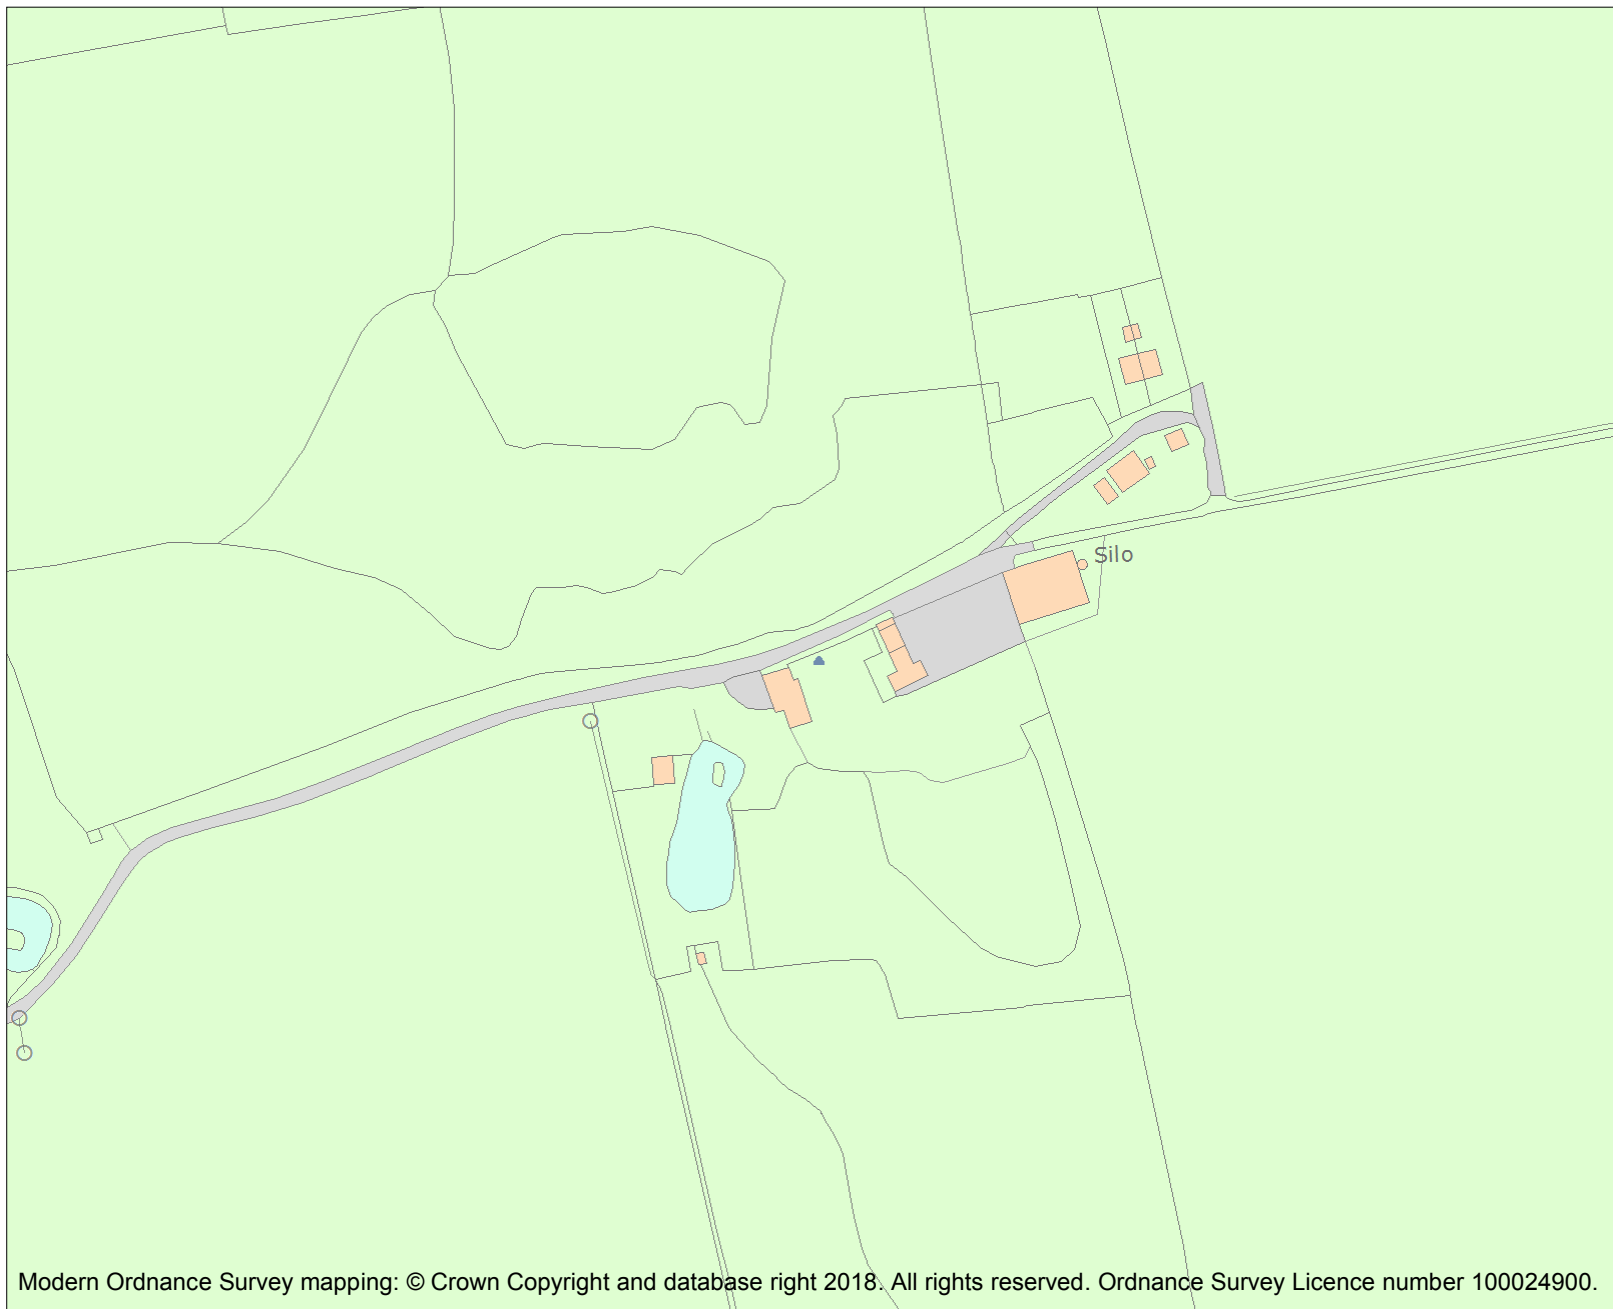 Silo
Modern Ordnance Survey mapping: © Crown Copyright and database right 2018. All rights reserved. Ordnance Survey Licence number 100024900.